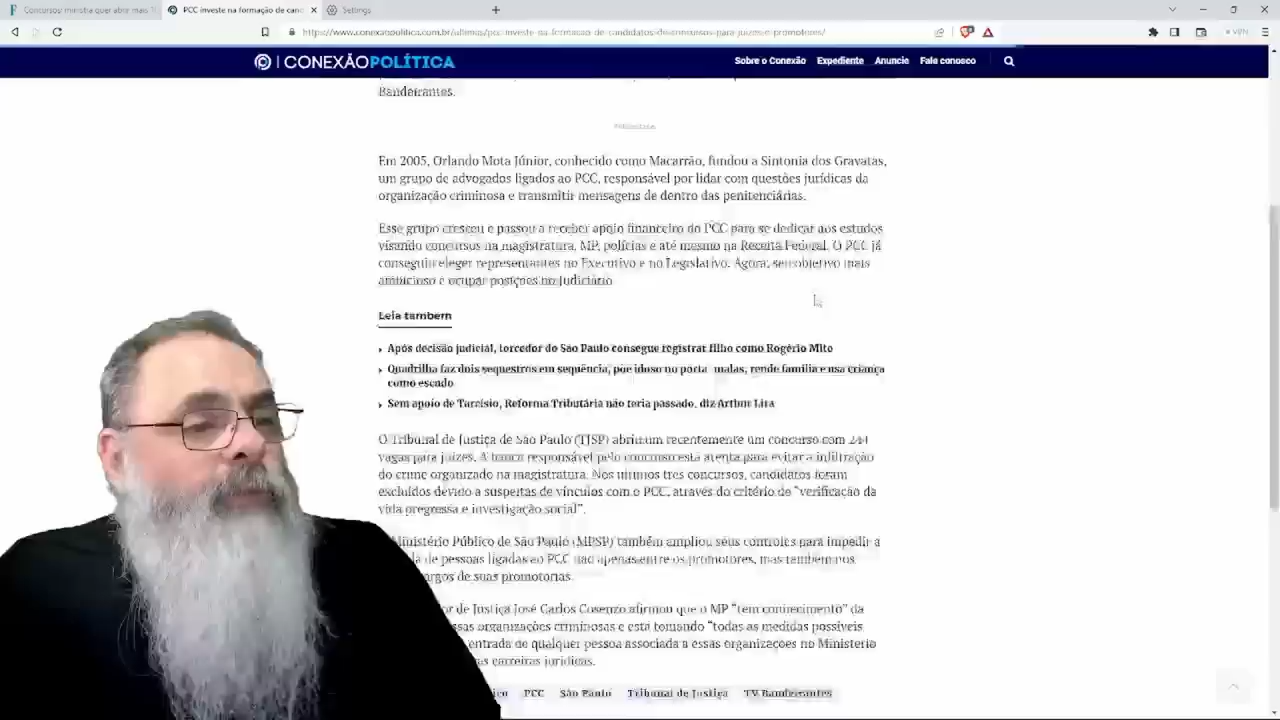 Concursos: ministra quer abrir mais
PCC investe na formação de cand
Settings
https://www.conexaopolitica.com.br/ultimas/pcc-investe-na-formacao-de-candidatos-de-concursos-para-juizes-e-promotores/
VPN
CONEXÃOPOLÍTICA
Sobre o Conexão Expediente Anuncie Fale conosco
Bandeirantes.
Em 2005, Orlando Mota Júnior, conhecido como Macarrão, fundou a Sintonia dos Gravatas,
um grupo de advogados ligados ao PCC, responsável por lidar com questões jurídicas da
organização criminosa e transmitir mensagens de dentro das penitenciárias.
Esse grupo cresceu e passou a receber apoio financeiro do PCC para se dedicar aos estudos
visando concursos na magistratura, MP, polícias e até mesmo na Receita Federal. O PCC já
conseguiu eleger representantes no Executivo e no Legislativo. Agora, seu objetivo mais
ambicioso é ocupar posições no Judiciário
Leia também
Após decisão judicial, torcedor do São Paulo consegue registrar filho como Rogério Mito
Quadrilha faz dois sequestros em sequência, põe idoso no porta-malas, rende família e usa criança
como escudo
Sem apoio de Tarcísio, Reforma Tributária não teria passado, diz Arthur Lira
O Tribunal de Justiça de São Paulo (TJSP) abriu um recentemente um concurso com 244
vagas para juízes. A banca responsável pelo concurso está atenta para evitar a infiltração
do crime organizado na magistratura. Nos últimos três concursos, candidatos foram
excluídos devido a suspeitas de vínculos com o PCC, através do critério de “verificação da
vida pregressa e investigação social”.
Ministério Público de São Paulo (MPSP) também ampliou seus controles para impedir a
de pessoas ligadas ao PCC não apenas entre os promotores, mas também nos
cargos de suas promotorias.
de Justiça José Carlos Cosenzo afirmou que o MP “tem conhecimento” da
essas organizações criminosas e está tomando “todas as medidas possíveis
entrada de qualquer pessoa associada a essas organizações no Ministério
as carreiras jurídicas.
PCC São Paulo Tribunal de Justiça TV Bandeirantes